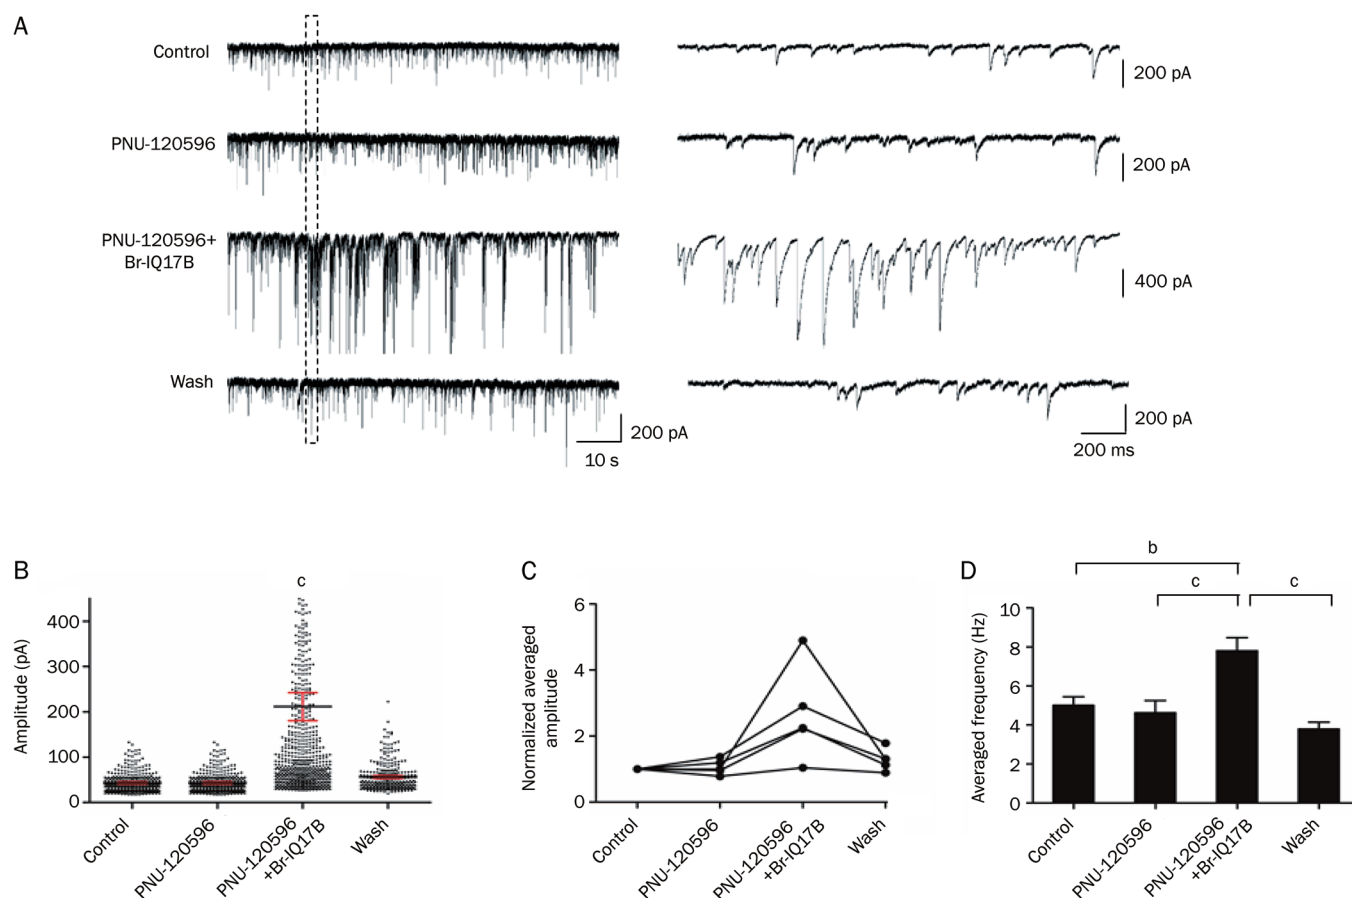 A
Control
200 pA
PNU-120596
200 pA
PNU-120596+
Br-IQ17B
400 pA
Wash
200 pA
10 s
200 pA
200 ms
B
c
Amplitude (pA)
400
300
200
100
0
Control
PNU-120596
PNU-120596
+Br-IQ17B
Wash
C
Normalized averaged
amplitude
6
4
2
0
Control
PNU-120596
PNU-120596
+Br-IQ17B
Wash
D
b
c
c
Averaged frequency (Hz)
10
8
6
4
2
0
Control
PNU-120596
PNU-120596
+Br-IQ17B
Wash